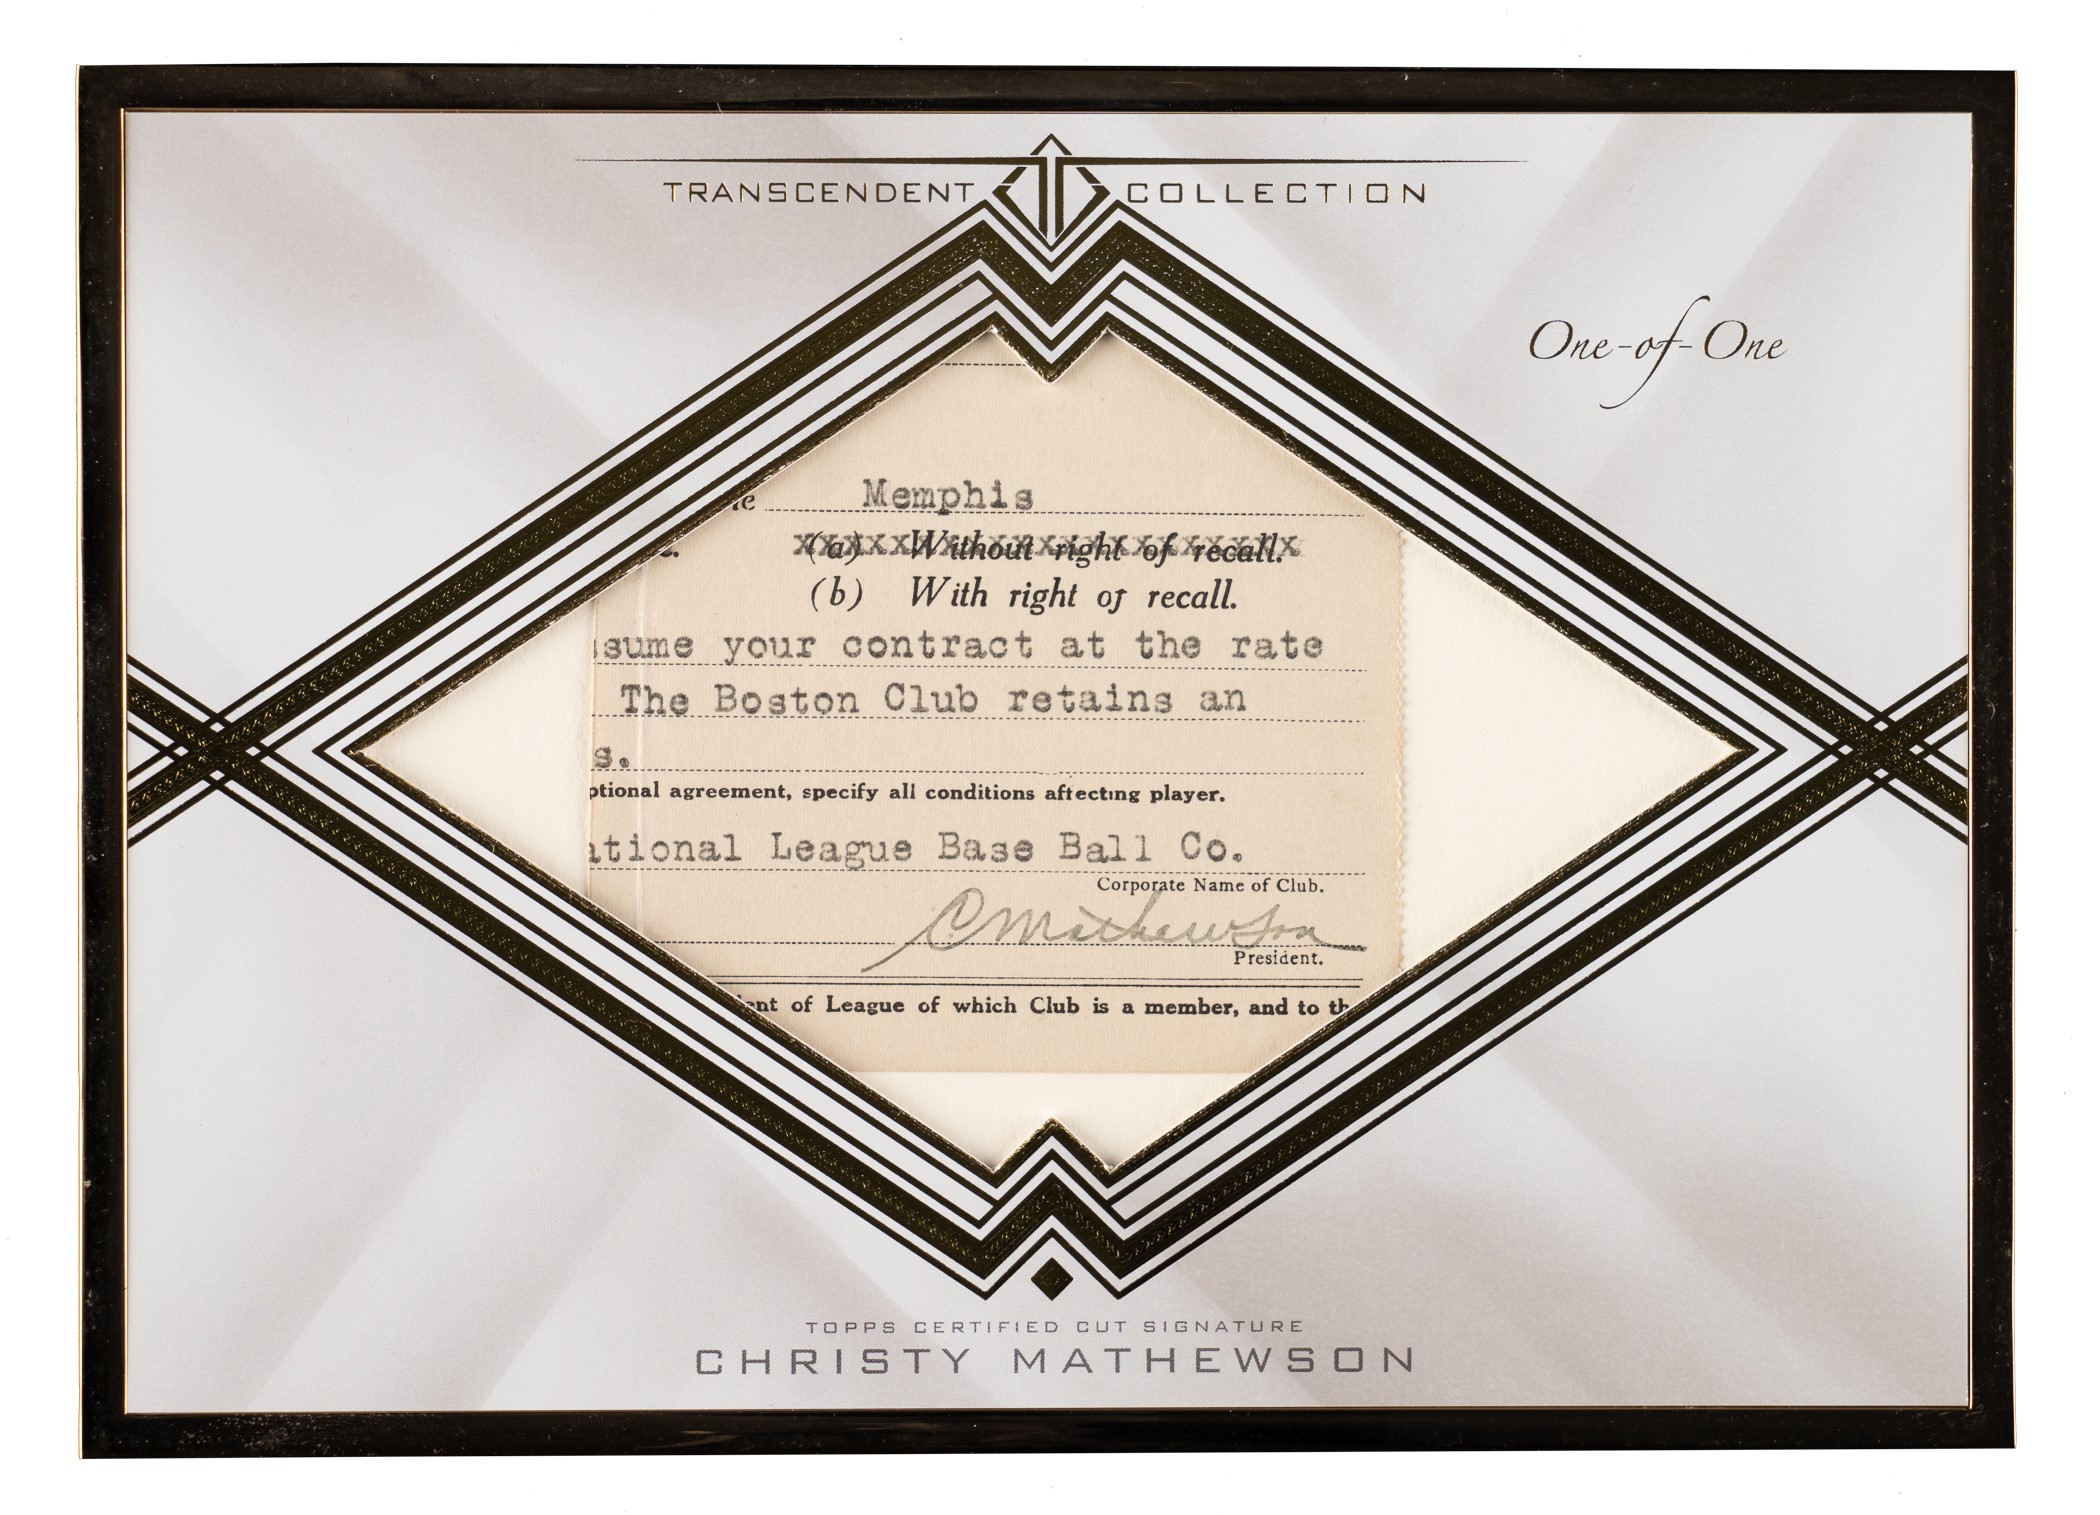 TRANSCENDENT COLLECTION
One-of-One
Memphis
(a) Without right of recall.
(b) With right of recall.
sume your contract at the rate
The Boston Club retains an
s.
ptional agreement, specify all conditions affecting player.
ational League Base Ball Co.
Corporate Name of Club.
C Mathewson
President.
ent of League of which Club is a member, and to th
TOPPS CERTIFIED CUT SIGNATURE
CHRISTY MATHEWSON